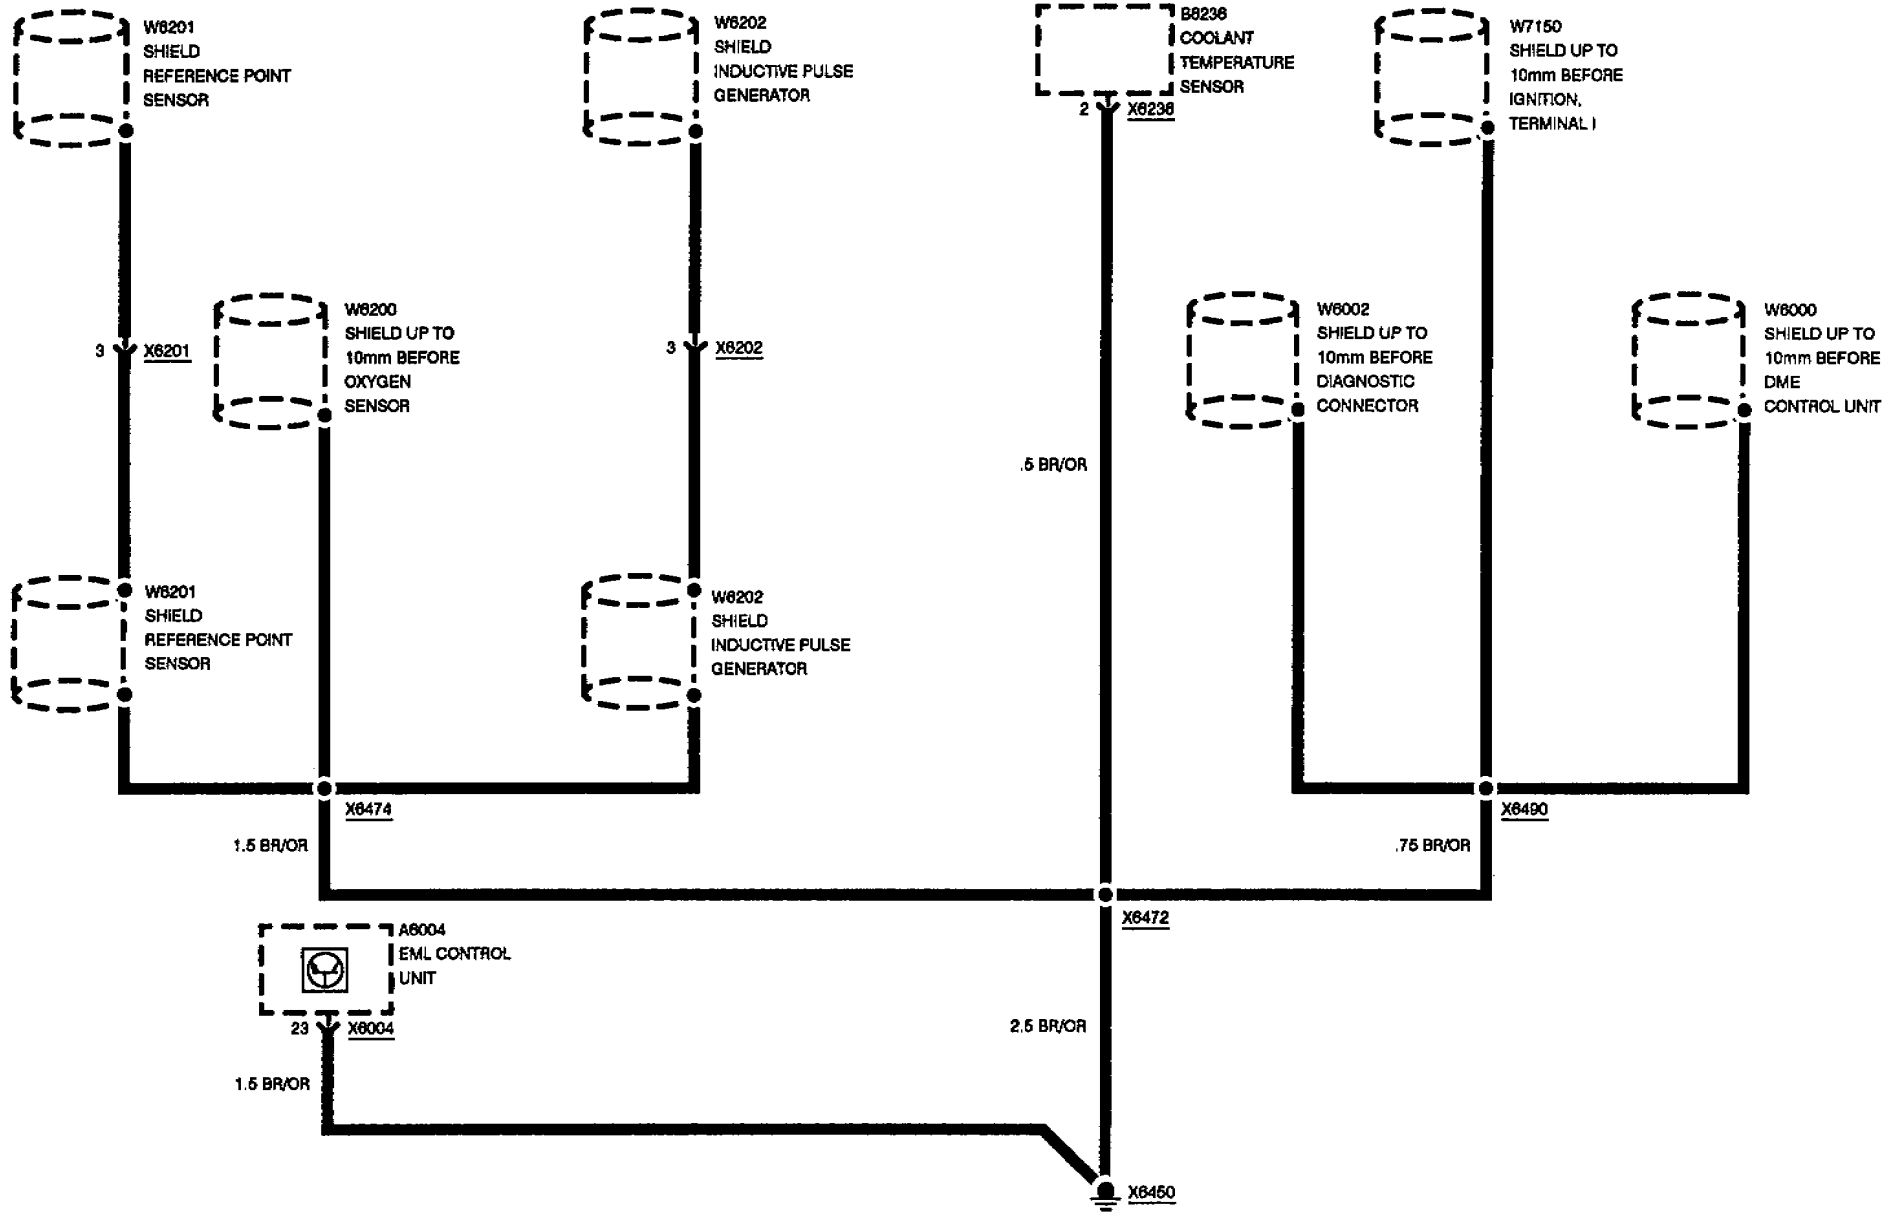 W6201
SHIELD
REFERENCE POINT
SENSOR
W6202
SHIELD
INDUCTIVE PULSE
GENERATOR
B6236
COOLANT
TEMPERATURE
SENSOR
2
X6236
W7150
SHIELD UP TO
10mm BEFORE
IGNITION,
TERMINAL I
3
X6201
W6200
SHIELD UP TO
10mm BEFORE
OXYGEN
SENSOR
3
X6202
W6002
SHIELD UP TO
10mm BEFORE
DIAGNOSTIC
CONNECTOR
W6000
SHIELD UP TO
10mm BEFORE
DME
CONTROL UNIT
.5 BR/OR
W6201
SHIELD
REFERENCE POINT
SENSOR
W6202
SHIELD
INDUCTIVE PULSE
GENERATOR
X6474
X6490
1.5 BR/OR
.75 BR/OR
X6472
A6004
EML CONTROL
UNIT
23
X6004
2.5 BR/OR
1.5 BR/OR
X6450